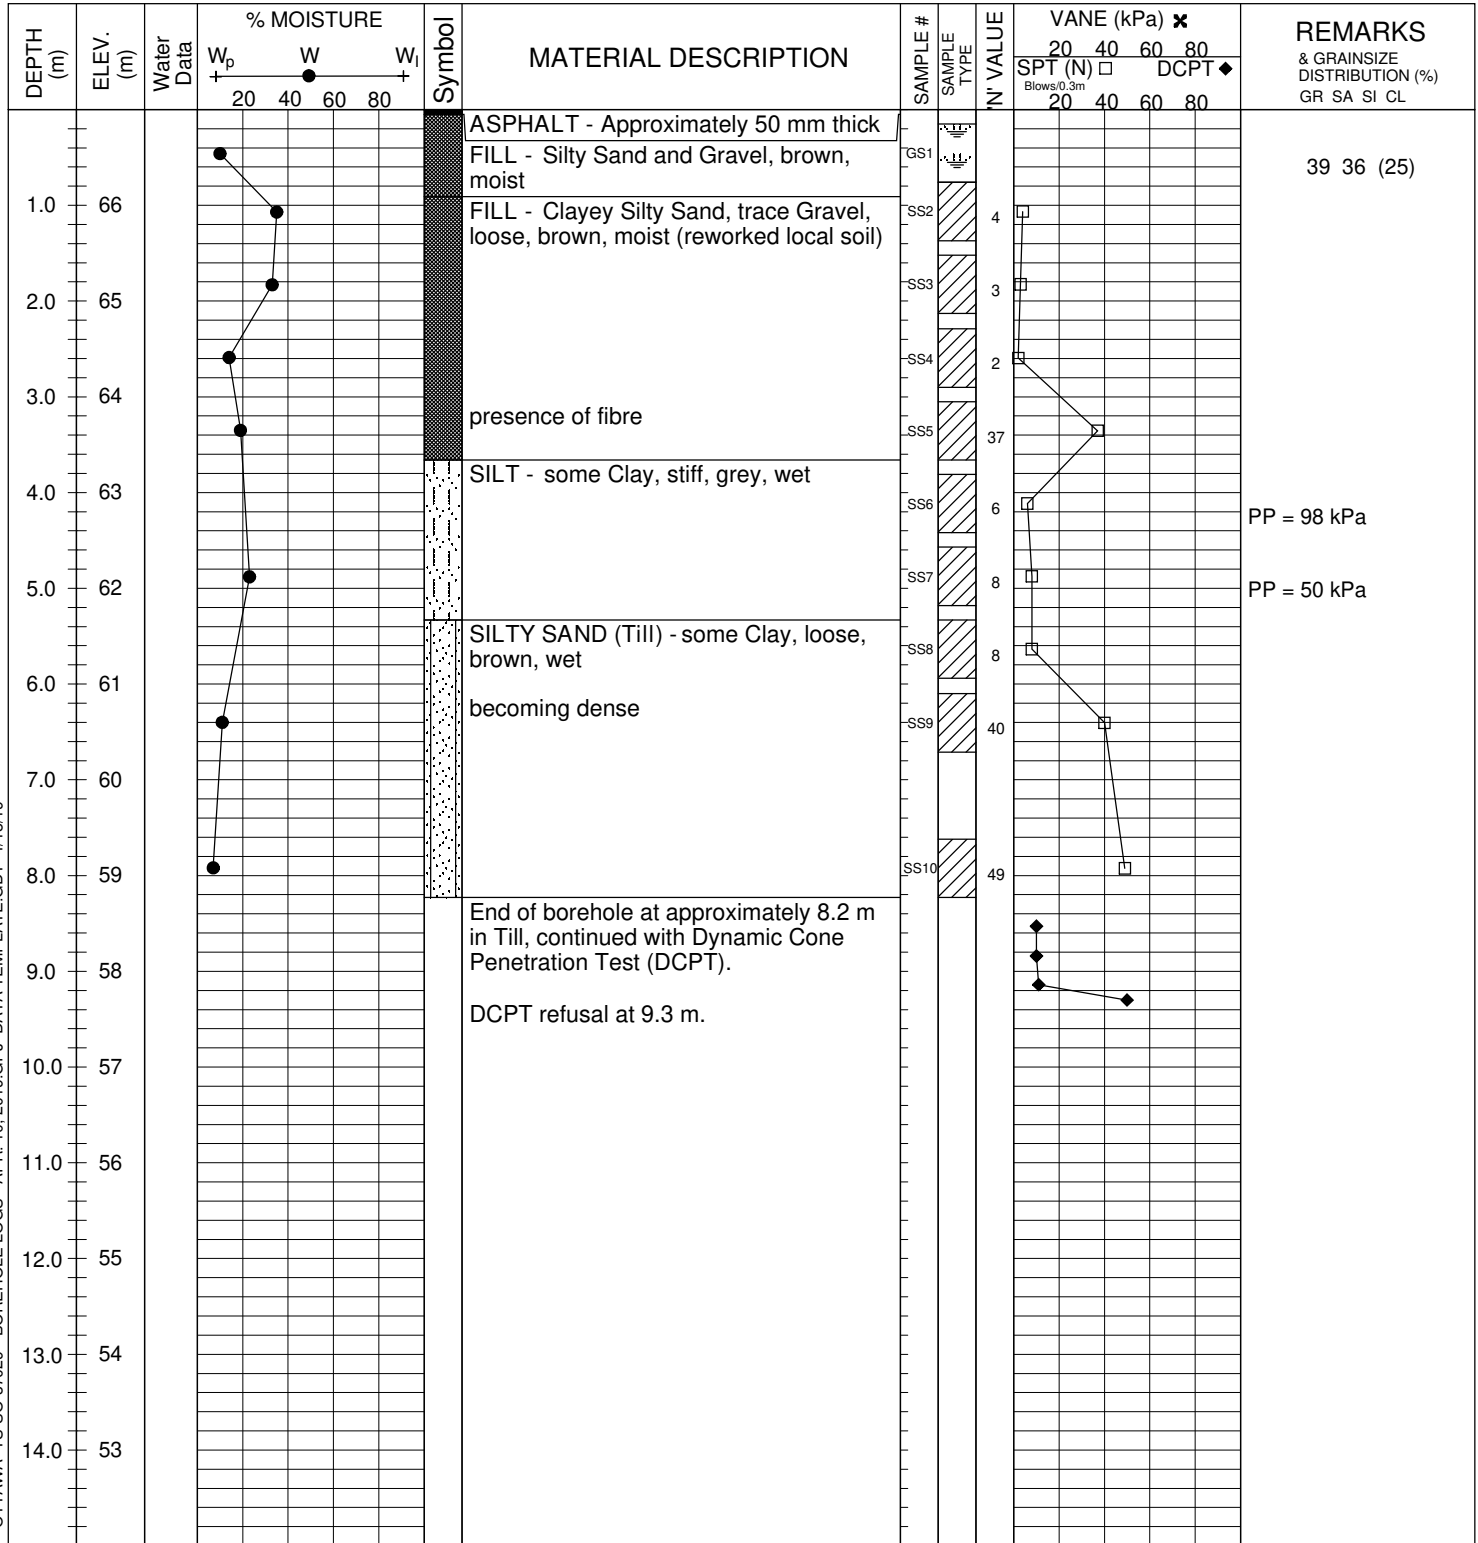 DEPTH (m)
ELEV. (m)
Water Data
% MOISTURE
Wp W Wl
20 40 60 80
Symbol
MATERIAL DESCRIPTION
SAMPLE #
SAMPLE TYPE
'N' VALUE
VANE (kPa)
20 40 60 80
SPT (N) DCPT
Blows/0.3m
20 40 60 80
REMARKS
& GRAINSIZE
DISTRIBUTION (%)
GR SA SI CL
ASPHALT - Approximately 50 mm thick
FILL - Silty Sand and Gravel, brown,
moist
GS1
39 36 (25)
1.0 66
FILL - Clayey Silty Sand, trace Gravel,
loose, brown, moist (reworked local soil)
SS2 4
SS3 3
2.0 65
SS4 2
3.0 64
presence of fibre
SS5 37
SILT - some Clay, stiff, grey, wet
4.0 63
SS6 6
PP = 98 kPa
SS7 8
5.0 62
PP = 50 kPa
SILTY SAND (Till) - some Clay, loose,
brown, wet
SS8 8
6.0 61
becoming dense
SS9 40
7.0 60
8.0 59
SS10 49
End of borehole at approximately 8.2 m
in Till, continued with Dynamic Cone
Penetration Test (DCPT).
9.0 58
DCPT refusal at 9.3 m.
10.0 57
11.0 56
12.0 55
13.0 54
14.0 53